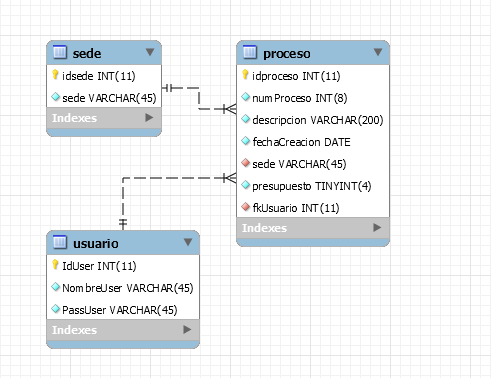 sede
idsede INT(11)
sede VARCHAR(45)
Indexes
proceso
idproceso INT(11)
numProceso INT(8)
descripcion VARCHAR(200)
fechaCreacion DATE
sede VARCHAR(45)
presupuesto TINYINT(4)
fkUsuario INT(11)
Indexes
usuario
IdUser INT(11)
NombreUser VARCHAR(45)
PassUser VARCHAR(45)
Indexes